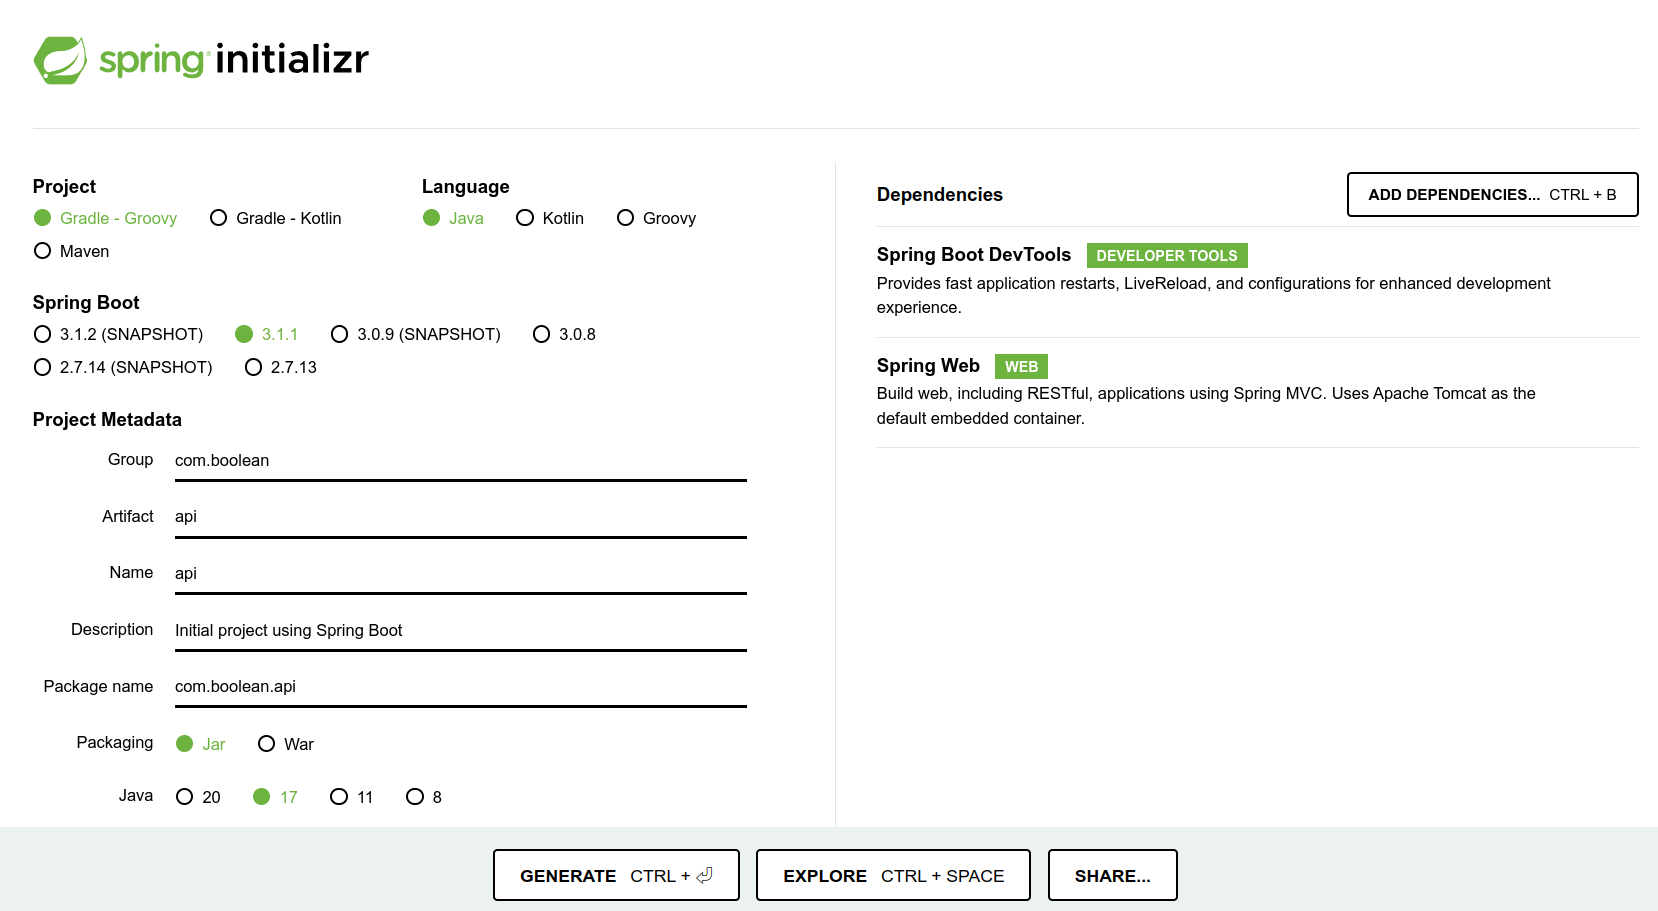 spring initializr
Project
Gradle - Groovy Gradle - Kotlin
Maven
Language
Java Kotlin Groovy
Spring Boot
3.1.2 (SNAPSHOT) 3.1.1 3.0.9 (SNAPSHOT) 3.0.8
2.7.14 (SNAPSHOT) 2.7.13
Project Metadata
Group com.boolean
Artifact api
Name api
Description Initial project using Spring Boot
Package name com.boolean.api
Packaging Jar War
Java 20 17 11 8
Dependencies
ADD DEPENDENCIES... CTRL + B
Spring Boot DevTools DEVELOPER TOOLS
Provides fast application restarts, LiveReload, and configurations for enhanced development
experience.
Spring Web WEB
Build web, including RESTful, applications using Spring MVC. Uses Apache Tomcat as the
default embedded container.
GENERATE CTRL + ⏎
EXPLORE CTRL + SPACE
SHARE...